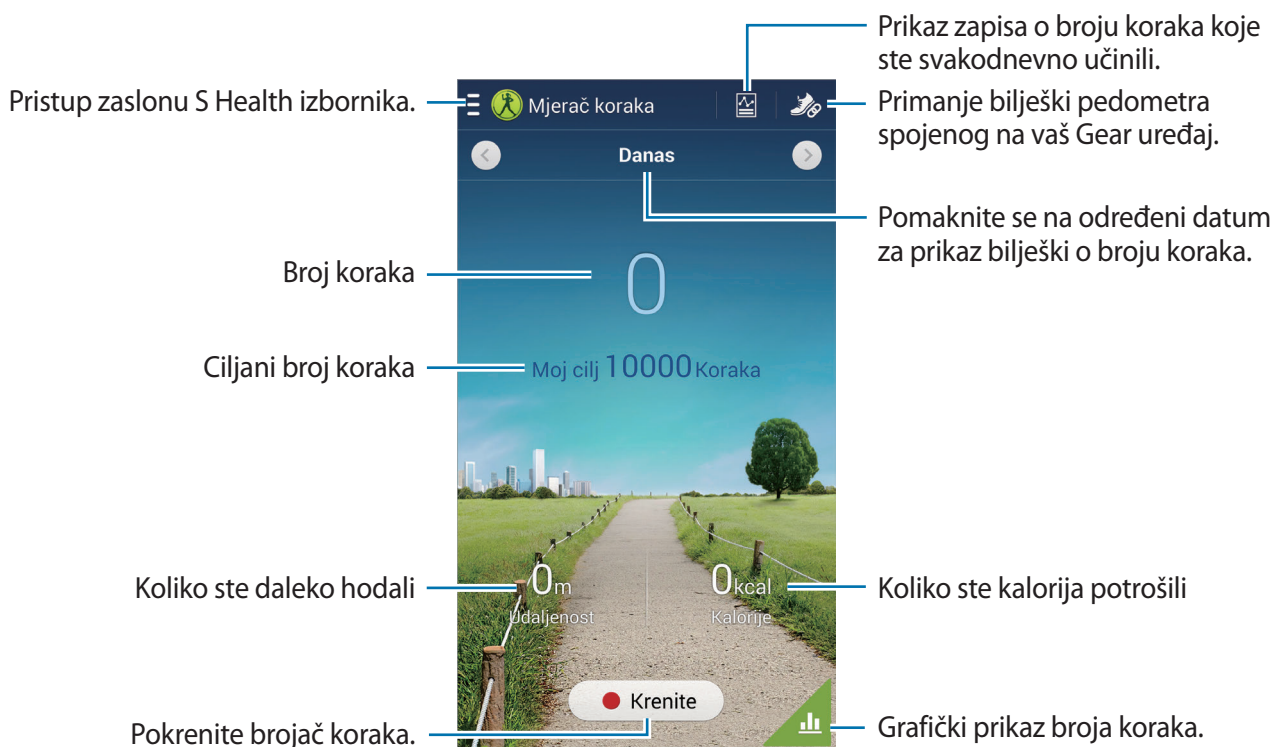 Prikaz zapisa o broju koraka koje
ste svakodnevno učinili.
Pristup zaslonu S Health izbornika.
Mjerač koraka
Primanje bilješki pedometra
spojenog na vaš Gear uređaj.
Danas
Pomaknite se na određeni datum
za prikaz bilješki o broju koraka.
Broj koraka
0
Ciljani broj koraka
Moj cilj 10000 Koraka
Koliko ste daleko hodali
0m
Udaljenost
0kcal
Kalorije
Koliko ste kalorija potrošili
Krenite
Pokrenite brojač koraka.
Grafički prikaz broja koraka.